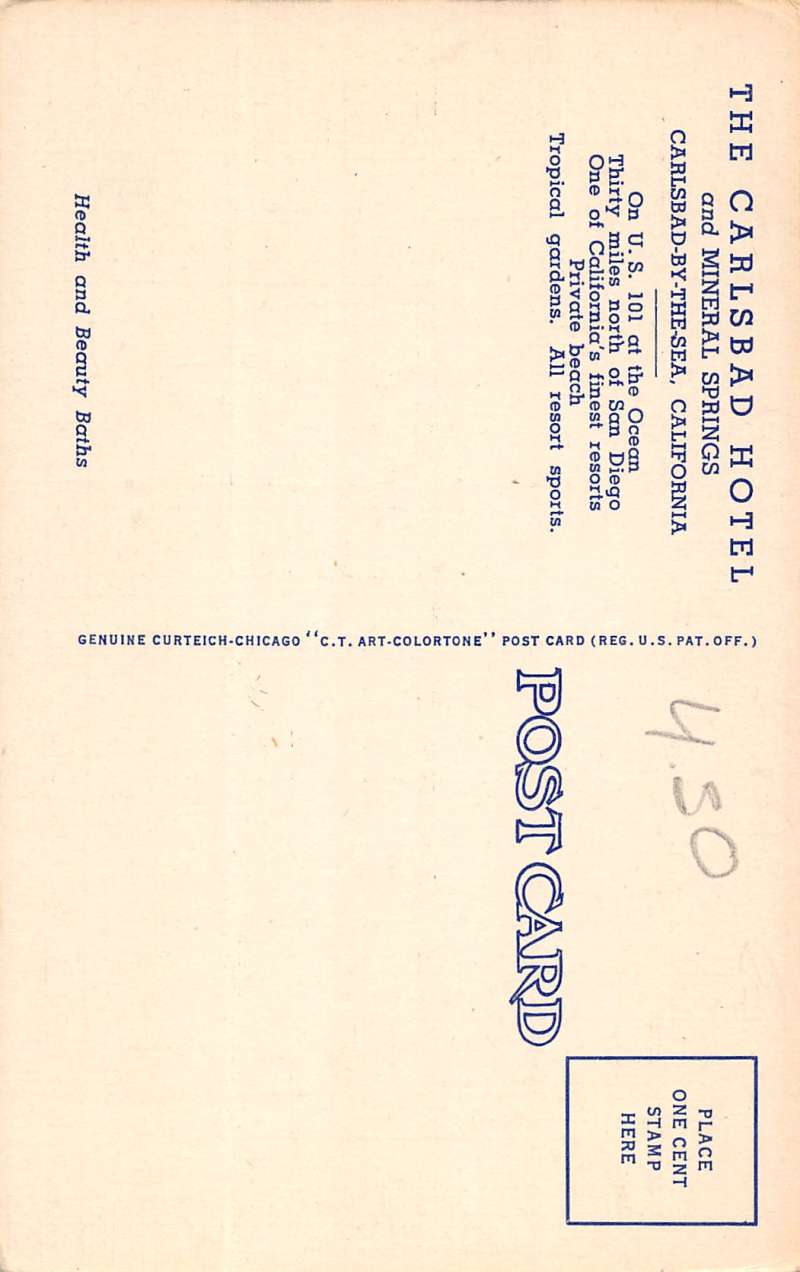 THE CARLSBAD HOTEL
and MINERAL SPRINGS
CARLSBAD-BY-THE-SEA, CALIFORNIA
On U. S. 101 at the Ocean
Thirty miles north of San Diego
One of California's finest resorts
Private beach
Tropical gardens. All resort sports.
Health and Beauty Baths
GENUINE CURTEICH-CHICAGO "C.T. ART-COLORTONE" POST CARD (REG. U.S. PAT. OFF.)
4.50
POST CARD
PLACE
ONE CENT
STAMP
HERE